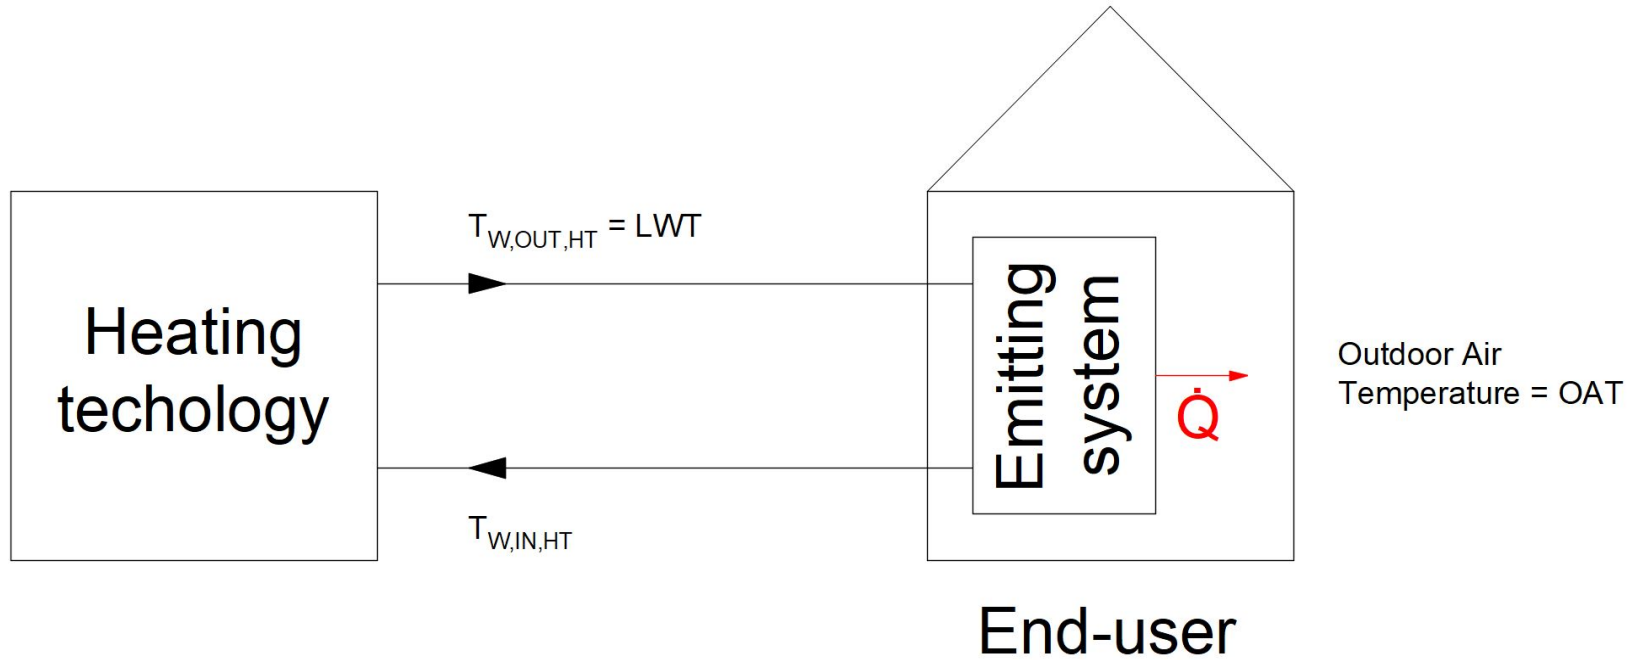 Heating
techology
T_W,OUT,HT = LWT
T_W,IN,HT
Emitting
system
Q̇
Outdoor Air
Temperature = OAT
End-user